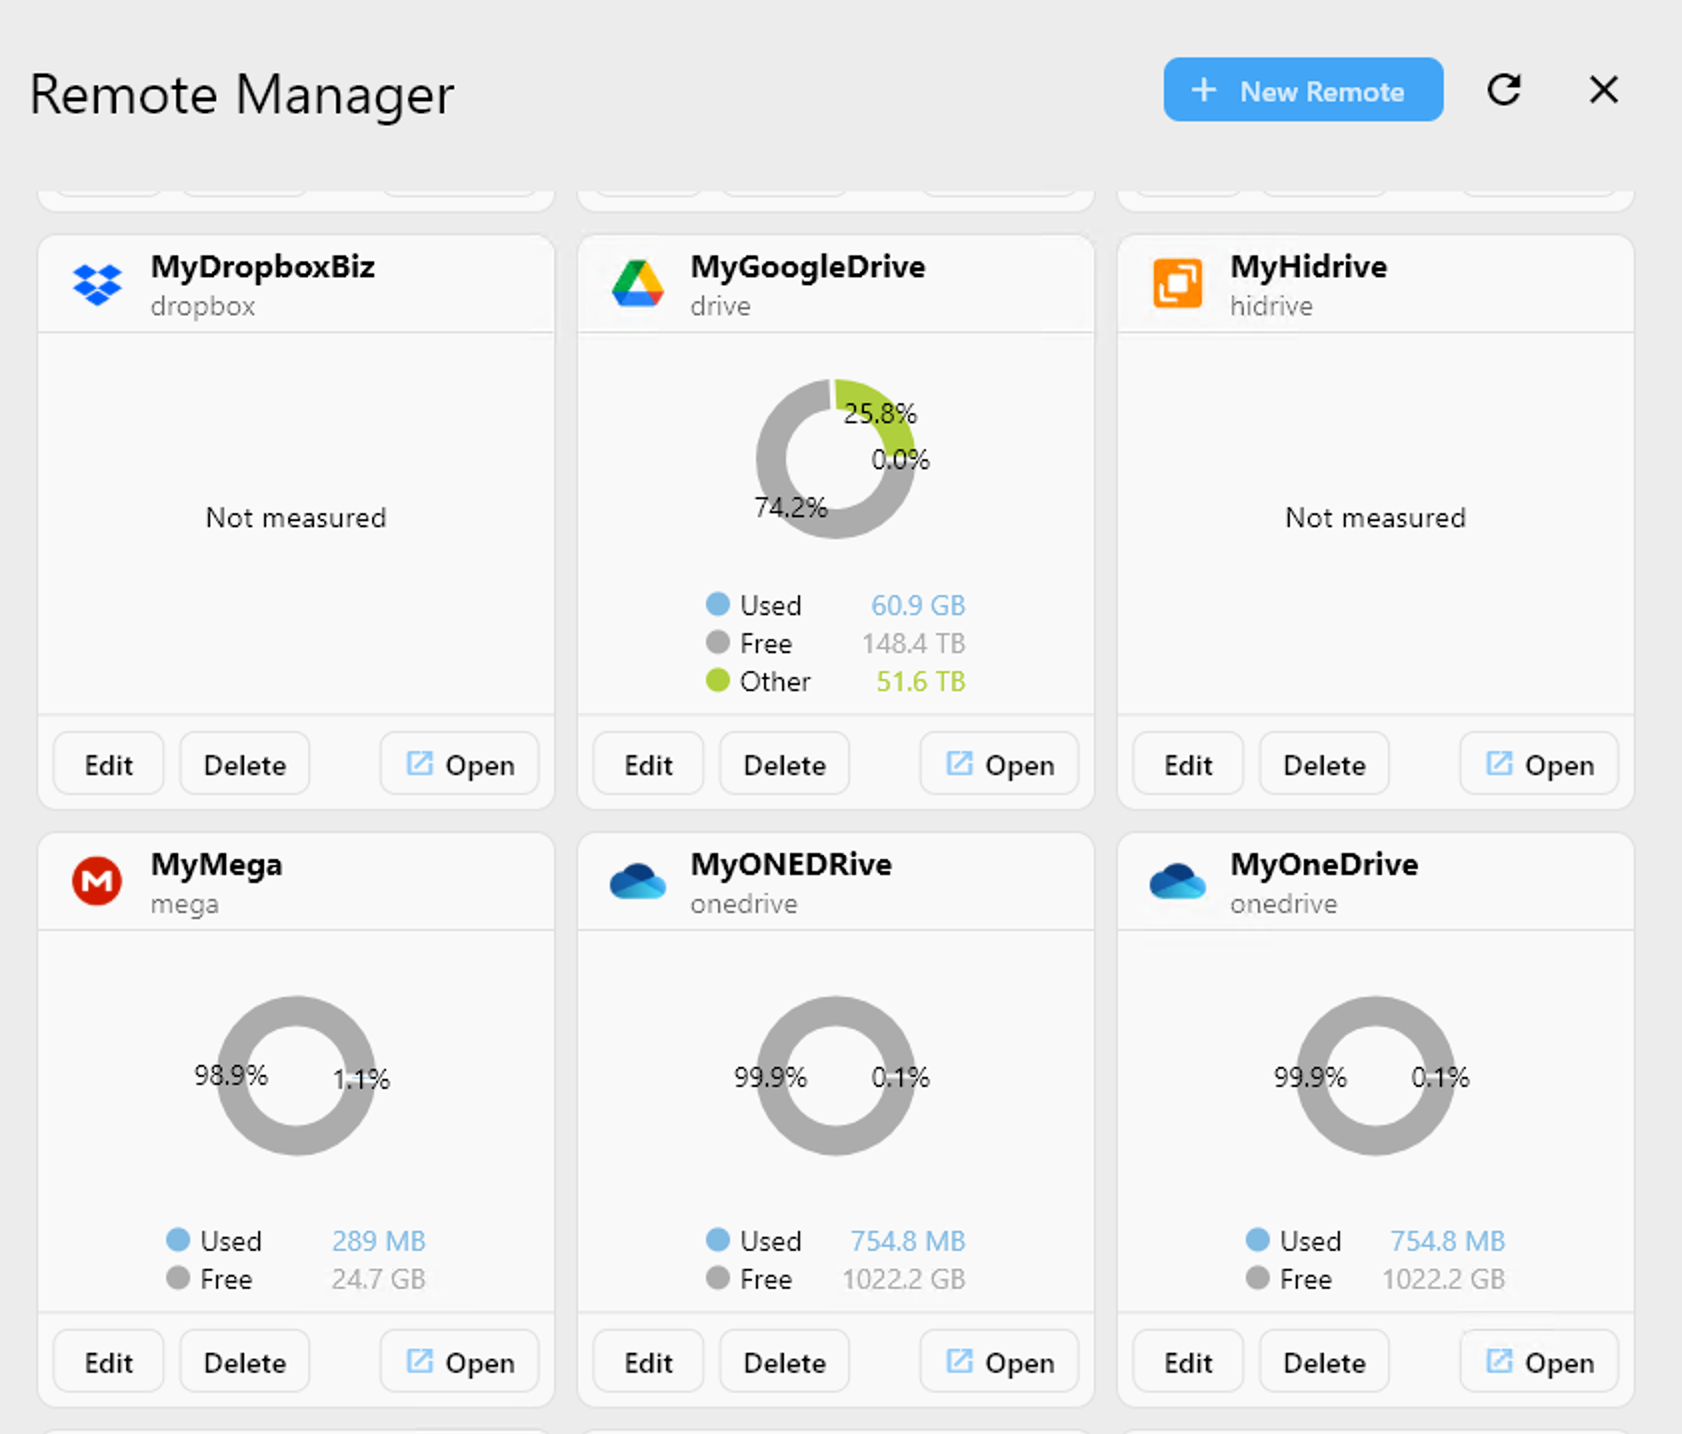 Remote Manager
+ New Remote
MyDropboxBiz
dropbox
Not measured
Edit Delete Open
MyGoogleDrive
drive
25.8%
0.0%
74.2%
Used 60.9 GB
Free 148.4 TB
Other 51.6 TB
Edit Delete Open
MyHidrive
hidrive
Not measured
Edit Delete Open
MyMega
mega
98.9% 1.1%
Used 289 MB
Free 24.7 GB
Edit Delete Open
MyONEDRive
onedrive
99.9% 0.1%
Used 754.8 MB
Free 1022.2 GB
Edit Delete Open
MyOneDrive
onedrive
99.9% 0.1%
Used 754.8 MB
Free 1022.2 GB
Edit Delete Open